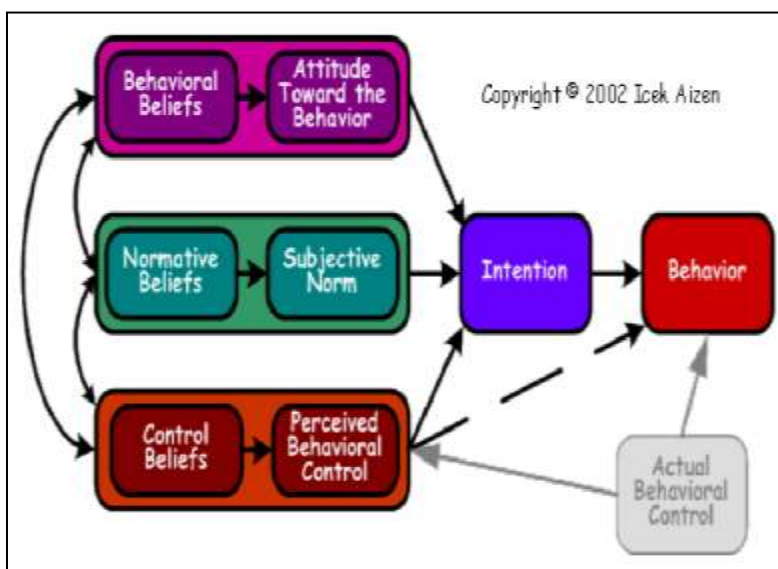 Behavioral
Beliefs
Attitude
Toward the
Behavior
Copyright © 2002 Icek Aizen
Normative
Beliefs
Subjective
Norm
Intention
Behavior
Control
Beliefs
Perceived
Behavioral
Control
Actual
Behavioral
Control